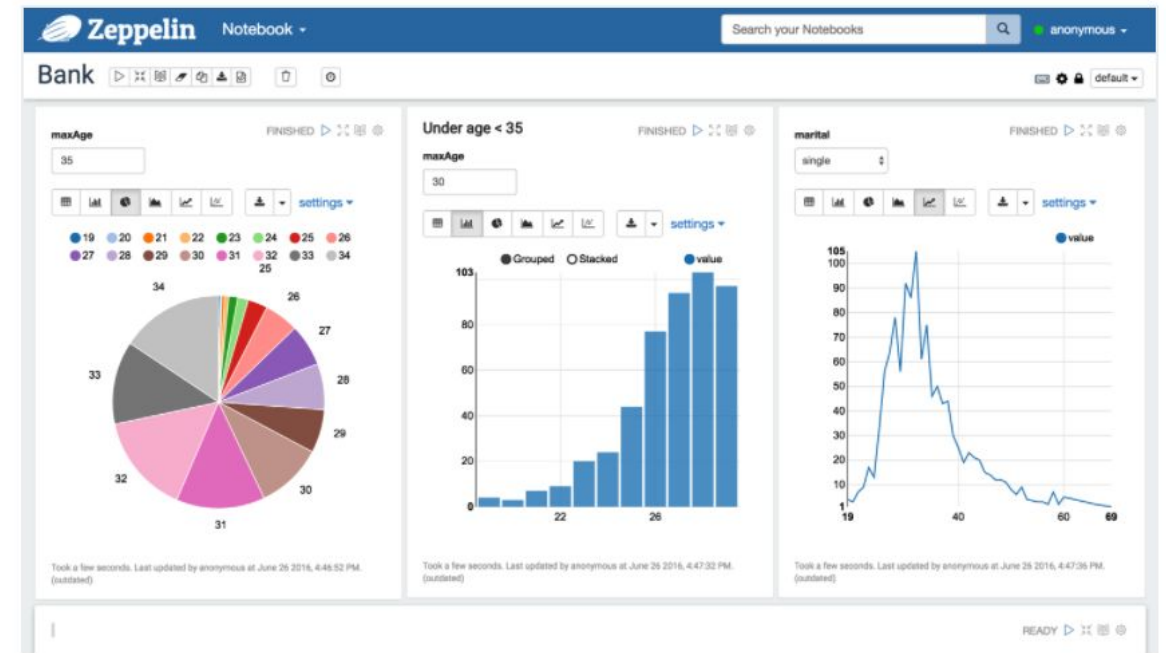 Zeppelin Notebook Search your Notebooks anonymous
Bank default
maxAge FINISHED
35
settings
19 20 21 22 23 24 25 26
27 28 29 30 31 32 33 34
25
34 26
27
33 28
29
32 30
31
Took a few seconds. Last updated by anonymous at June 26 2016, 4:46:52 PM.
(outdated)
Under age < 35 FINISHED
maxAge
30
settings
Grouped Stacked value
103
80
60
40
20
0
22 26
Took a few seconds. Last updated by anonymous at June 26 2016, 4:47:32 PM.
(outdated)
marital FINISHED
single
settings
value
105
100
90
80
70
60
50
40
30
20
10
1
19 40 60 69
Took a few seconds. Last updated by anonymous at June 26 2016, 4:47:36 PM.
(outdated)
READY